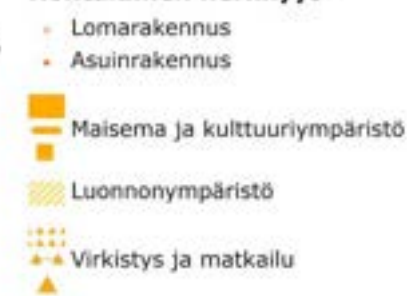 Lomarakennus
Asuinrakennus
Maisema ja kulttuuriympäristö
Luonnonympäristö
Virkistys ja matkailu